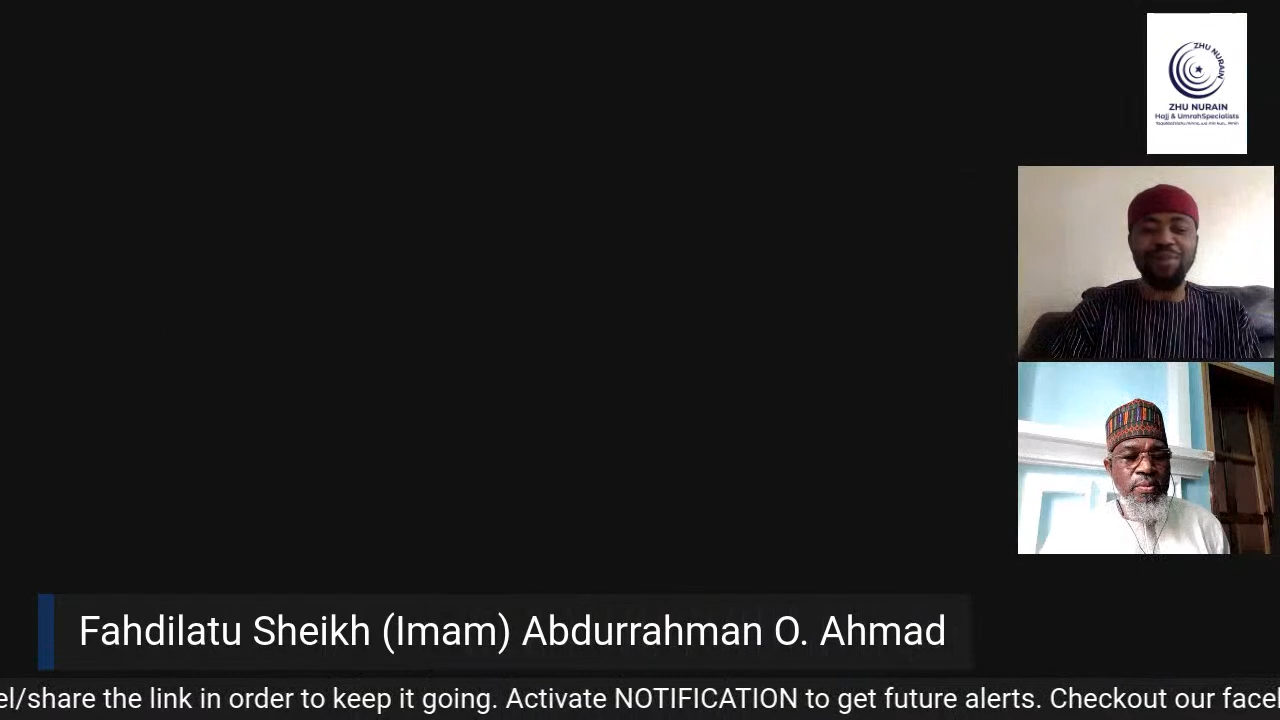 ZHU NURAIN
ZHU NURAIN
Hajj & UmrahSpecialists
Fahdilatu Sheikh (Imam) Abdurrahman O. Ahmad
el/share the link in order to keep it going. Activate NOTIFICATION to get future alerts. Checkout our face